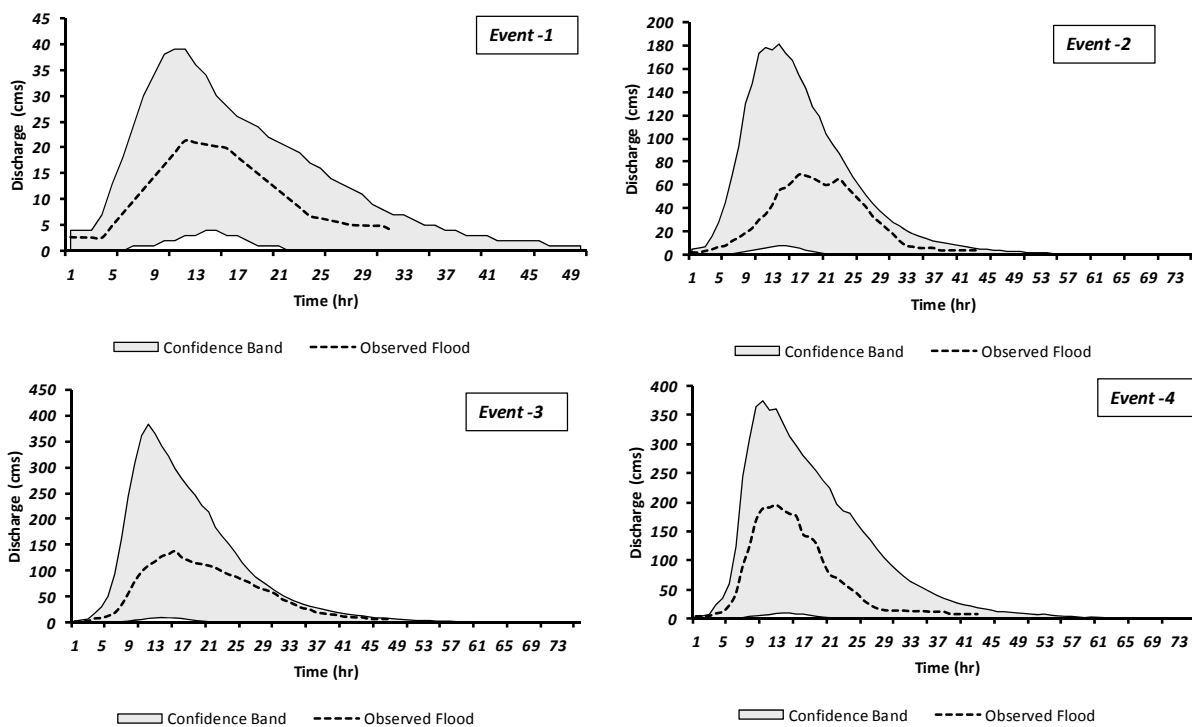 Event -1
Discharge (cms)
45
40
35
30
25
20
15
10
5
0
1 5 9 13 17 21 25 29 33 37 41 45 49
Time (hr)
Confidence Band Observed Flood
Event -2
Discharge (cms)
200
180
160
140
120
100
80
60
40
20
0
1 5 9 13 17 21 25 29 33 37 41 45 49 53 57 61 65 69 73
Time (hr)
Confidence Band Observed Flood
Event -3
Discharge (cms)
450
400
350
300
250
200
150
100
50
0
1 5 9 13 17 21 25 29 33 37 41 45 49 53 57 61 65 69 73
Time (hr)
Confidence Band Observed Flood
Event -4
Discharge (cms)
400
350
300
250
200
150
100
50
0
1 5 9 13 17 21 25 29 33 37 41 45 49 53 57 61 65 69 73
Time (hr)
Confidence Band Observed Flood